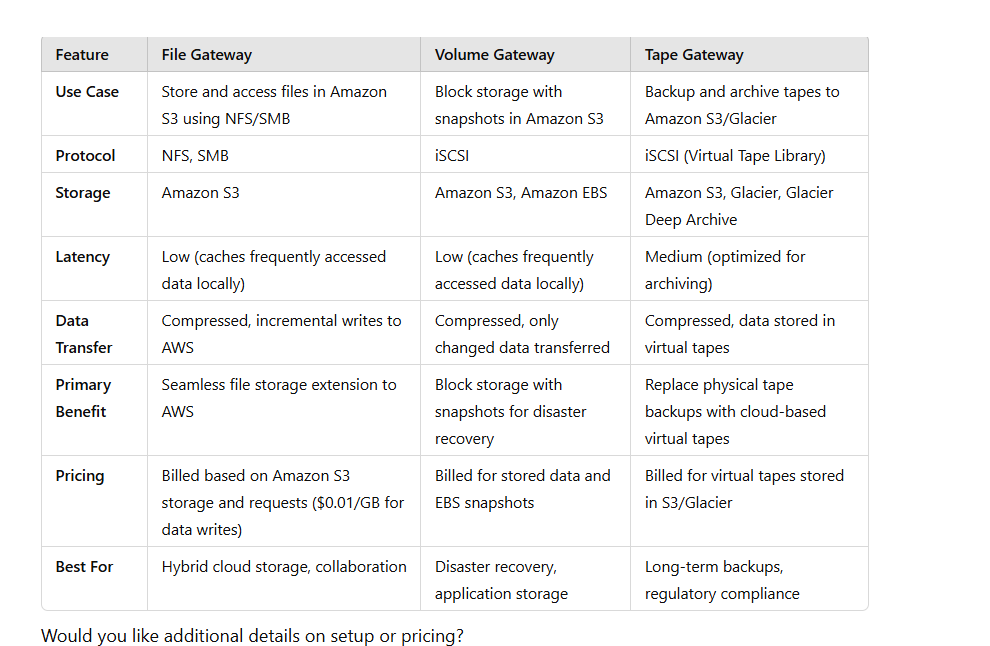 Feature File Gateway Volume Gateway Tape Gateway
Use Case Store and access files in Amazon Block storage with Backup and archive tapes to
S3 using NFS/SMB snapshots in Amazon S3 Amazon S3/Glacier
Protocol NFS, SMB iSCSI iSCSI (Virtual Tape Library)
Storage Amazon S3 Amazon S3, Amazon EBS Amazon S3, Glacier, Glacier
Deep Archive
Latency Low (caches frequently accessed Low (caches frequently Medium (optimized for
data locally) accessed data locally) archiving)
Data Compressed, incremental writes to Compressed, only Compressed, data stored in
Transfer AWS changed data transferred virtual tapes
Primary Seamless file storage extension to Block storage with Replace physical tape
Benefit AWS snapshots for disaster backups with cloud-based
recovery virtual tapes
Pricing Billed based on Amazon S3 Billed for stored data and Billed for virtual tapes stored
storage and requests ($0.01/GB for EBS snapshots in S3/Glacier
data writes)
Best For Hybrid cloud storage, collaboration Disaster recovery, Long-term backups,
application storage regulatory compliance
Would you like additional details on setup or pricing?